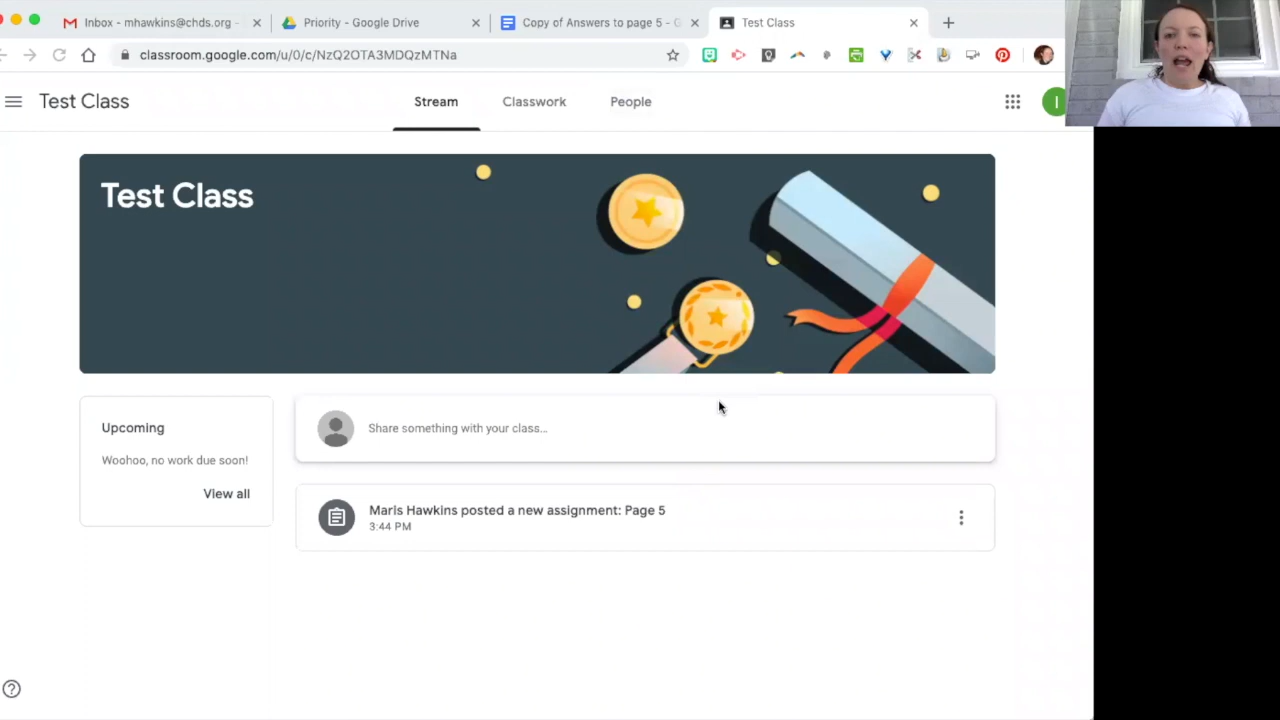 Inbox - mhawkins@chds.org -
Priority - Google Drive
Copy of Answers to page 5 - G
Test Class
classroom.google.com/u/0/c/NzQ2OTA3MDQzMTNa
Test Class
Stream
Classwork
People
I
Test Class
Upcoming
Woohoo, no work due soon!
View all
Share something with your class...
Maris Hawkins posted a new assignment: Page 5
3:44 PM